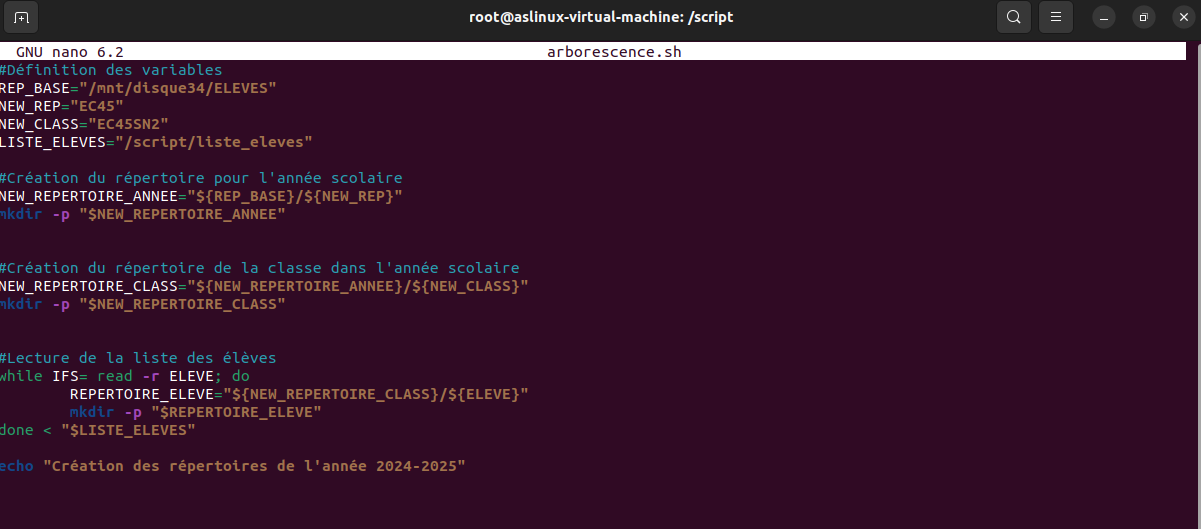 root@aslinux-virtual-machine: /script
GNU nano 6.2 arborescence.sh
#Définition des variables
REP_BASE="/mnt/disque34/ELEVES"
NEW_REP="EC45"
NEW_CLASS="EC45SN2"
LISTE_ELEVES="/script/liste_eleves"
#Création du répertoire pour l'année scolaire
NEW_REPERTOIRE_ANNEE="${REP_BASE}/${NEW_REP}"
mkdir -p "$NEW_REPERTOIRE_ANNEE"
#Création du répertoire de la classe dans l'année scolaire
NEW_REPERTOIRE_CLASS="${NEW_REPERTOIRE_ANNEE}/${NEW_CLASS}"
mkdir -p "$NEW_REPERTOIRE_CLASS"
#Lecture de la liste des élèves
while IFS= read -r ELEVE; do
REPERTOIRE_ELEVE="${NEW_REPERTOIRE_CLASS}/${ELEVE}"
mkdir -p "$REPERTOIRE_ELEVE"
done < "$LISTE_ELEVES"
echo "Création des répertoires de l'année 2024-2025"